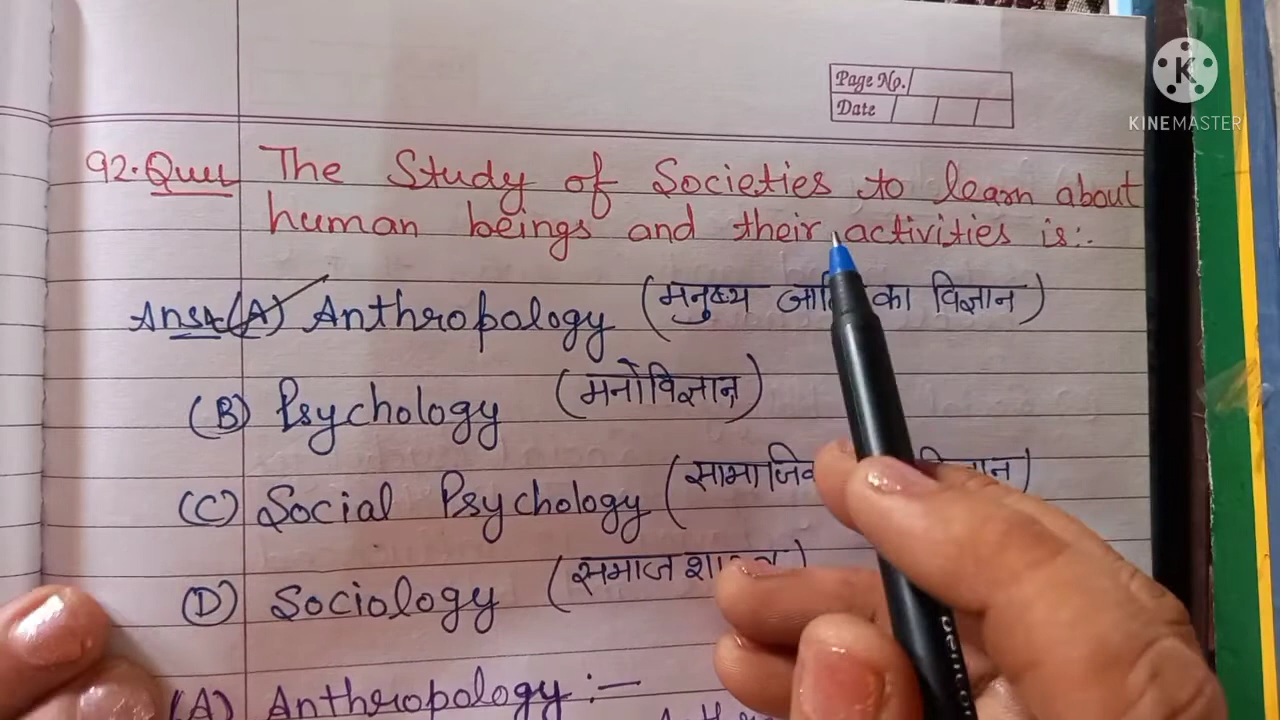 Page No.
Date
KINEMASTER
92. Ques The Study of Societies to learn about
human beings and their activities is:-
Ans (A) Anthropology (मनुष्य का विज्ञान)
(B) Psychology (मनोविज्ञान)
(C) Social Psychology
(D) Sociology (समाज
(A) Anthropology :-